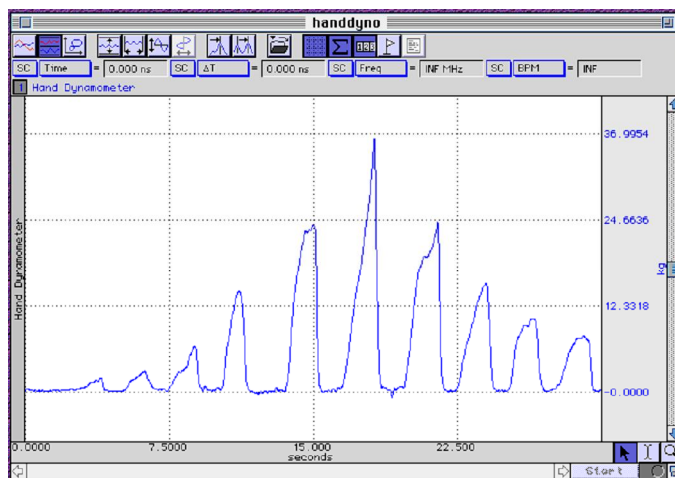 handdyno
SC Time = 0.000 ns SC ΔT = 0.000 ns SC Freq = INF MHz SC BPM = INF
1 Hand Dynamometer
Hand Dynamometer
36.9954
24.6636
kg
12.3318
-0.0000
0.0000 7.5000 15.000 22.500
seconds
Start